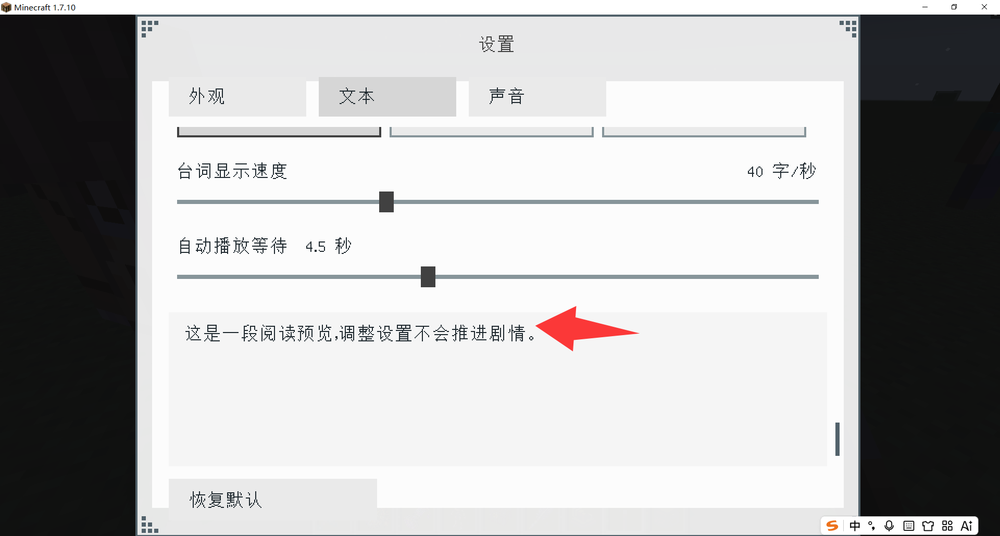 Minecraft 1.7.10
设置
外观 文本 声音
台词显示速度 40 字/秒
自动播放等待 4.5 秒
这是一段阅读预览,调整设置不会推进剧情。
恢复默认
S 中 °, Ai